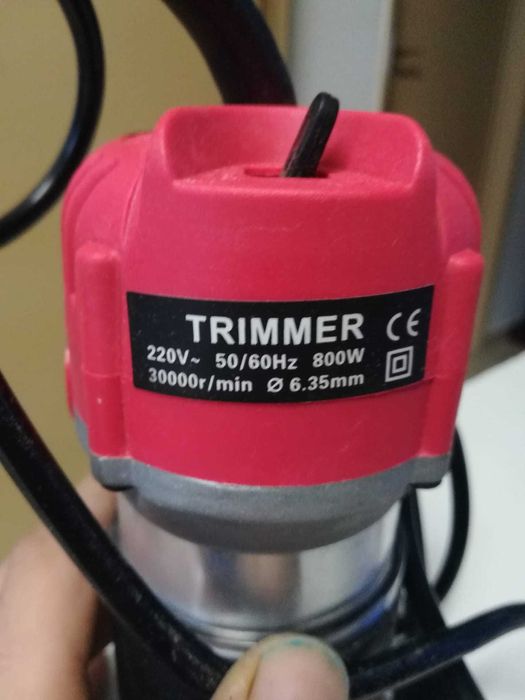 TRIMMER CE
220V~ 50/60Hz 800W
30000r/min Ø 6.35mm